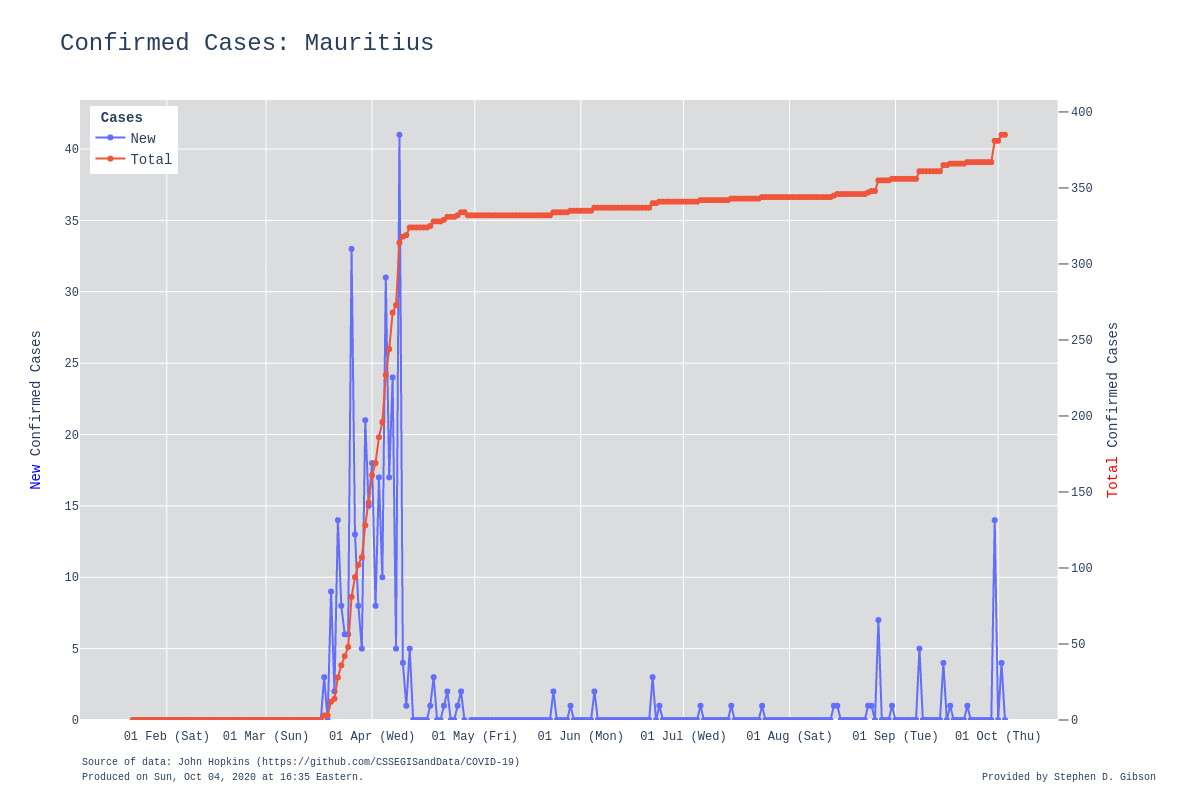 Confirmed Cases: Mauritius
Cases
New
Total
40
35
30
25
20
15
10
5
0
New Confirmed Cases
400
350
300
250
200
150
100
50
0
Total Confirmed Cases
01 Feb (Sat) 01 Mar (Sun) 01 Apr (Wed) 01 May (Fri) 01 Jun (Mon) 01 Jul (Wed) 01 Aug (Sat) 01 Sep (Tue) 01 Oct (Thu)
Source of data: John Hopkins (https://github.com/CSSEGISandData/COVID-19)
Produced on Sun, Oct 04, 2020 at 16:35 Eastern.
Provided by Stephen D. Gibson